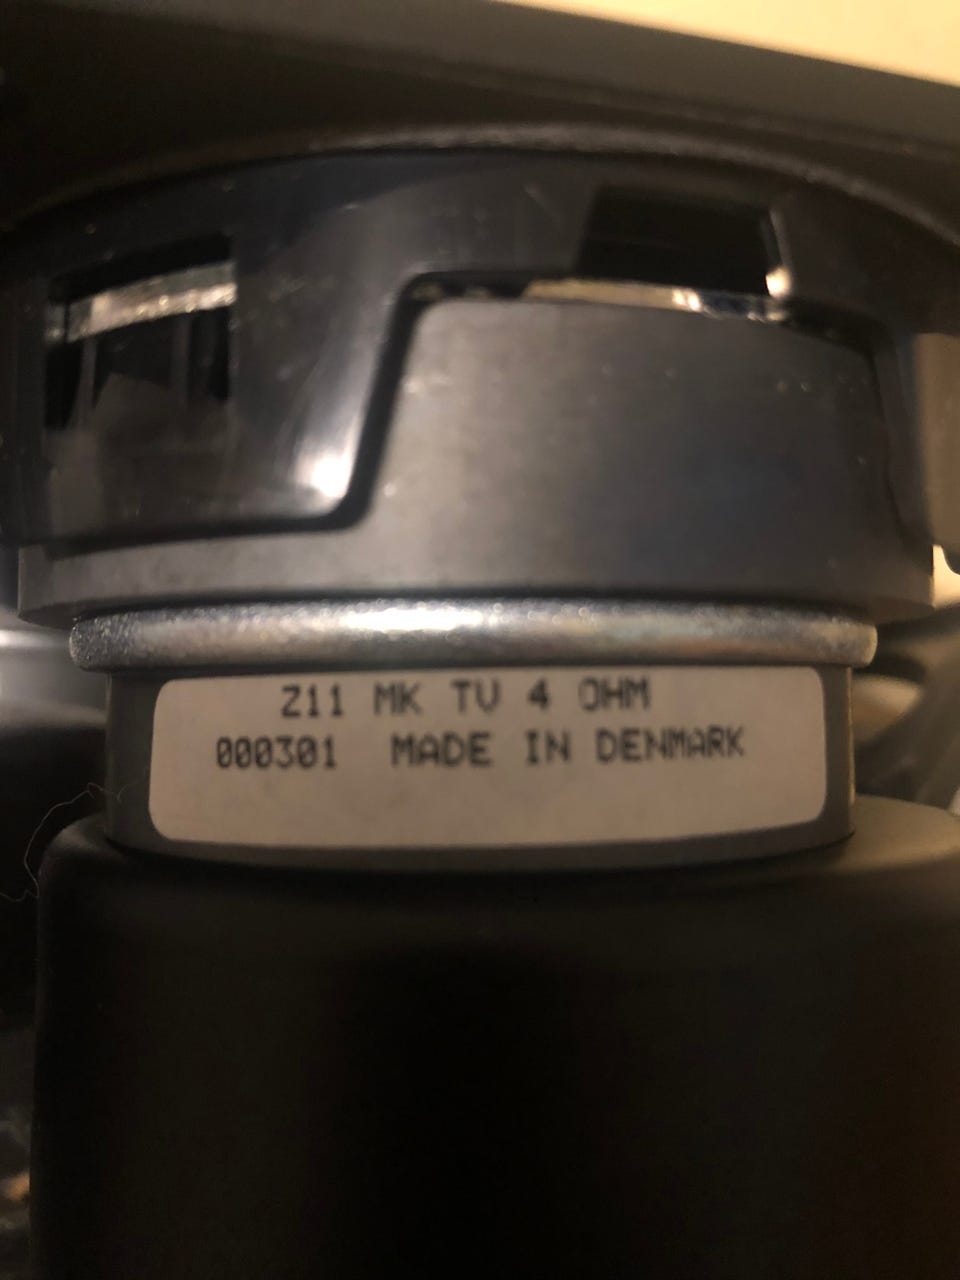 Z11 MK TV 4 OHM
000301 MADE IN DENMARK